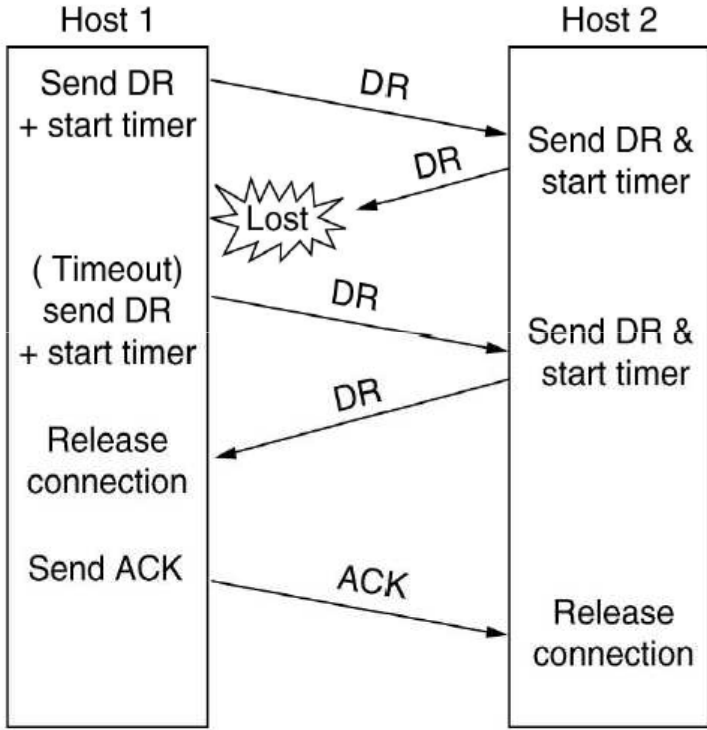 Host 1
Host 2
Send DR
+ start timer
DR
Send DR &
start timer
DR
Lost
( Timeout)
send DR
+ start timer
DR
Send DR &
start timer
DR
Release
connection
Send ACK
ACK
Release
connection